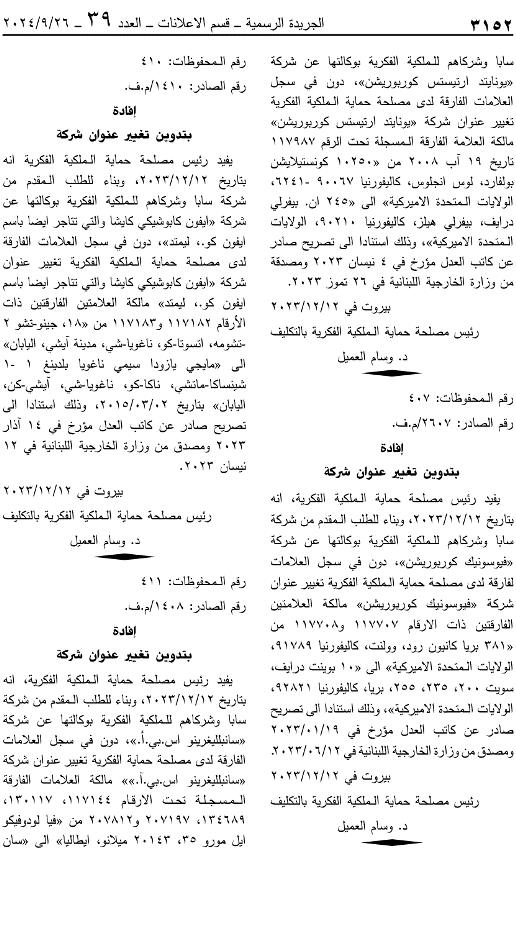 ٣١٥٢
الجريدة الرسمية ـ قسم الاعلانات ـ العدد ٣٩ ـ ٢٠٢٤/٩/٢٦
سابا وشركاهم للملكية الفكرية بوكالتها عن شركة
«يونايتد ارتيستس كوربوريشن»، دون في سجل
العلامات الفارقة لدى مصلحة حماية الملكية الفكرية
تغيير عنوان شركة «يونايتد ارتيستس كوربوريشن»
مالكة العلامة الفارقة المسجلة تحت الرقم ١١٧٩٨٧
تاريخ ١٩ آب ٢٠٠٨ من «١٠٢٥٠ كونستيلايشن
بولفارد، لوس انجلوس، كاليفورنيا ٩٠٠٦٧ -٦٢٤١،
الولايات المتحدة الاميركية» الى «٢٤٥ ان. بيفرلي
درايف، بيفرلي هيلز، كاليفورنيا ٩٠٢١٠، الولايات
المتحدة الاميركية»، وذلك استنادا الى تصريح صادر
عن كاتب العدل مؤرخ في ٤ نيسان ٢٠٢٣ ومصدقة
من وزارة الخارجية اللبنانية في ٢٦ تموز ٢٠٢٣.
بيروت في ٢٠٢٣/١٢/١٢
رئيس مصلحة حماية الملكية الفكرية بالتكليف
د. وسام العميل
رقم المحفوظات: ٤٠٧
رقم الصادر: ٢٦٠٧/م.ف.
إفادة
بتدوين تغيير عنوان شركة
يفيد رئيس مصلحة حماية الملكية الفكرية، انه
بتاريخ ٢٠٢٣/١٢/١٢، وبناء للطلب المقدم من شركة
سابا وشركاهم للملكية الفكرية بوكالتها عن شركة
«فيوسونيك كوربوريشن»، دون في سجل العلامات
لفارقة لدى مصلحة حماية الملكية الفكرية تغيير عنوان
شركة «فيوسونيك كوربوريشن» مالكة العلامتين
الفارقتين ذات الارقام ١١٧٧٠٧ و١١٧٧٠٨ من
«٣٨١ بريا كانيون رود، وولنت، كاليفورنيا ٩١٧٨٩،
الولايات المتحدة الاميركية» الى «١٠ بوينت درايف،
سويت ٢٠٠، ٢٣٥، ٢٥٥، بريا، كاليفورنيا ٩٢٨٢١،
الولايات المتحدة الاميركية»، وذلك استنادا الى تصريح
صادر عن كاتب العدل مؤرخ في ٢٠٢٣/٠١/١٩
ومصدق من وزارة الخارجية اللبنانية في ٢٠٢٣/٠٦/١٢.
بيروت في ٢٠٢٣/١٢/١٢
رئيس مصلحة حماية الملكية الفكرية بالتكليف
د. وسام العميل
رقم المحفوظات: ٤١٠
رقم الصادر: ١٤١٠/م.ف.
إفادة
بتدوين تغيير عنوان شركة
يفيد رئيس مصلحة حماية الملكية الفكرية انه
بتاريخ ٢٠٢٣/١٢/١٢، وبناء للطلب المقدم من
شركة سابا وشركاهم للملكية الفكرية بوكالتها عن
شركة «ايفون كابوشيكي كايشا والتي تتاجر ايضا باسم
ايفون كو.، ليمتد»، دون في سجل العلامات الفارقة
لدى مصلحة حماية الملكية الفكرية تغيير عنوان
شركة «ايفون كابوشيكي كايشا والتي تتاجر ايضا باسم
ايفون كو.، ليمتد» مالكة العلامتين الفارقتين ذات
الأرقام ١١٧١٨٢ و١١٧١٨٣ من «١٨، جينو-تشو ٢
-تشومه، اتسوتا-كو، ناغويا-شي، مدينة آيشي، اليابان»
الى «مايجي يازودا سيمي ناغويا بلدينغ ١ -١
شينساكا-ماتشي، ناكا-كو، ناغويا-شي، آيشي-كن،
اليابان» بتاريخ ٢٠١٥/٠٣/٠٢، وذلك استنادا الى
تصريح صادر عن كاتب العدل مؤرخ في ١٤ آذار
٢٠٢٣ ومصدق من وزارة الخارجية اللبنانية في ١٢
نيسان ٢٠٢٣.
بيروت في ٢٠٢٣/١٢/١٢
رئيس مصلحة حماية الملكية الفكرية بالتكليف
د. وسام العميل
رقم المحفوظات: ٤١١
رقم الصادر: ١٤٠٨/م.ف.
إفادة
بتدوين تغيير عنوان شركة
يفيد رئيس مصلحة حماية الملكية الفكرية، انه
بتاريخ ٢٠٢٣/١٢/١٢، وبناء للطلب المقدم من شركة
سابا وشركاهم للملكية الفكرية بوكالتها عن شركة
«سانبلليغرينو اس.بي.أ.»، دون في سجل العلامات
الفارقة لدى مصلحة حماية الملكية الفكرية تغيير عنوان شركة
«سانبلليغرينو اس.بي.أ.»» مالكة العلامات الفارقة
المسجلة تحت الارقام ١١٧١٤٤، ١٣٠١١٧،
١٣٤٦٨٩، ٢٠٧١٩٧ و٢٠٧٨١٢ من «فيا لودوفيكو
ايل مورو ٣٥، ٢٠١٤٣ ميلانو، ايطاليا» الى «سان